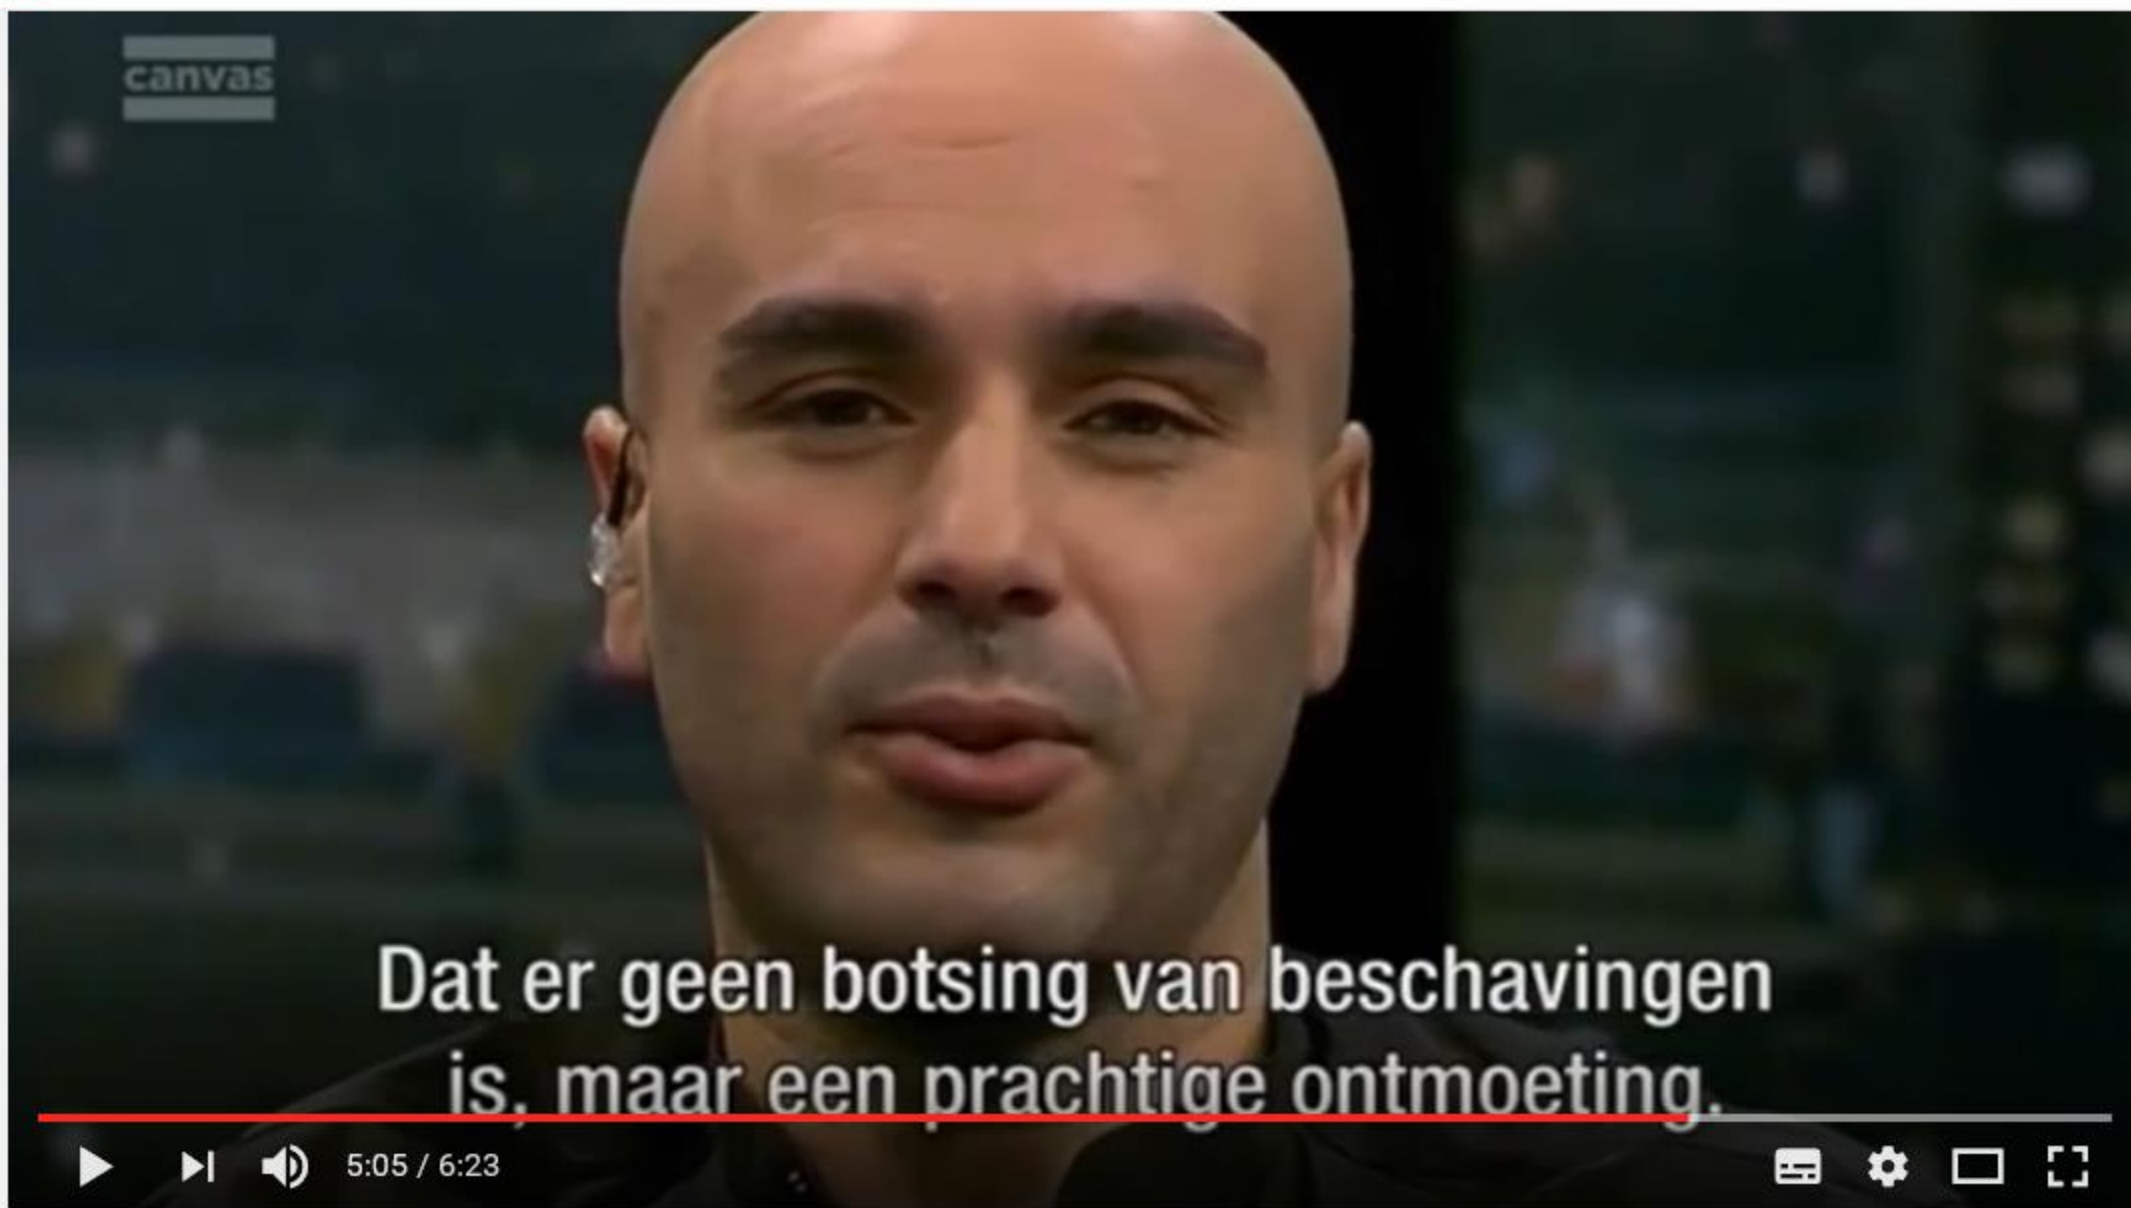 canvas
Dat er geen botsing van beschavingen
is, maar een prachtige ontmoeting.
5:05 / 6:23